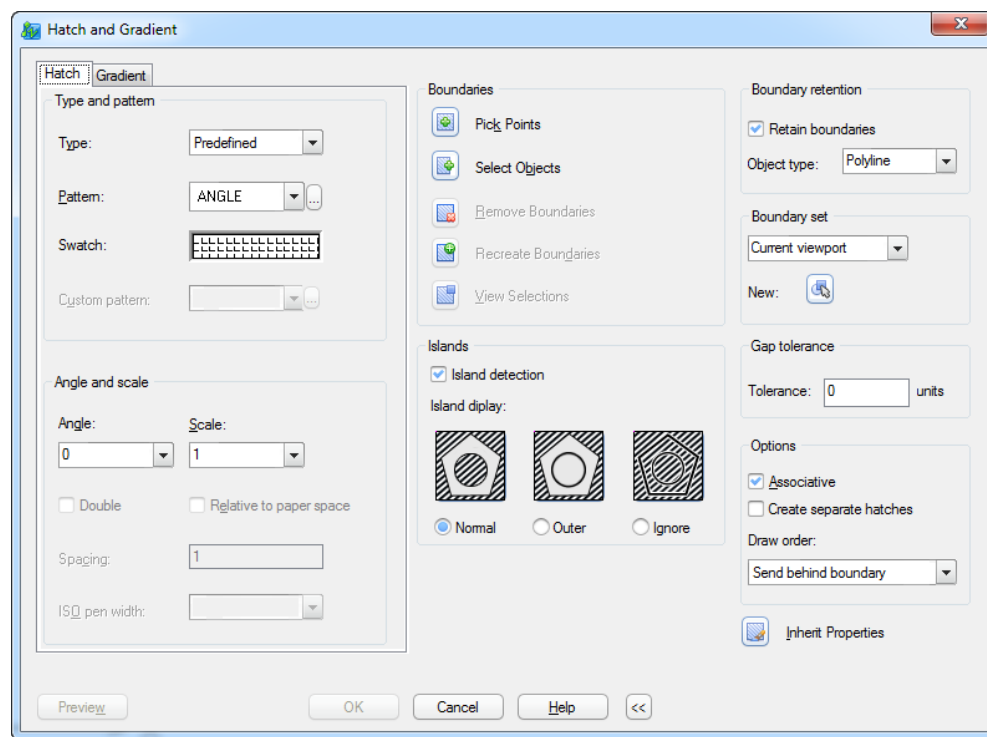 Hatch and Gradient
Hatch
Gradient
Type and pattern
Type:
Predefined
Pattern:
ANGLE
...
Swatch:
Custom pattern:
...
Angle and scale
Angle:
Scale:
0
1
Double
Relative to paper space
Spacing:
1
ISO pen width:
Boundaries
Pick Points
Select Objects
Remove Boundaries
Recreate Boundaries
View Selections
Islands
Island detection
Island diplay:
Normal
Outer
Ignore
Boundary retention
Retain boundaries
Object type:
Polyline
Boundary set
Current viewport
New:
Gap tolerance
Tolerance:
0
units
Options
Associative
Create separate hatches
Draw order:
Send behind boundary
Inherit Properties
Preview
OK
Cancel
Help
<<